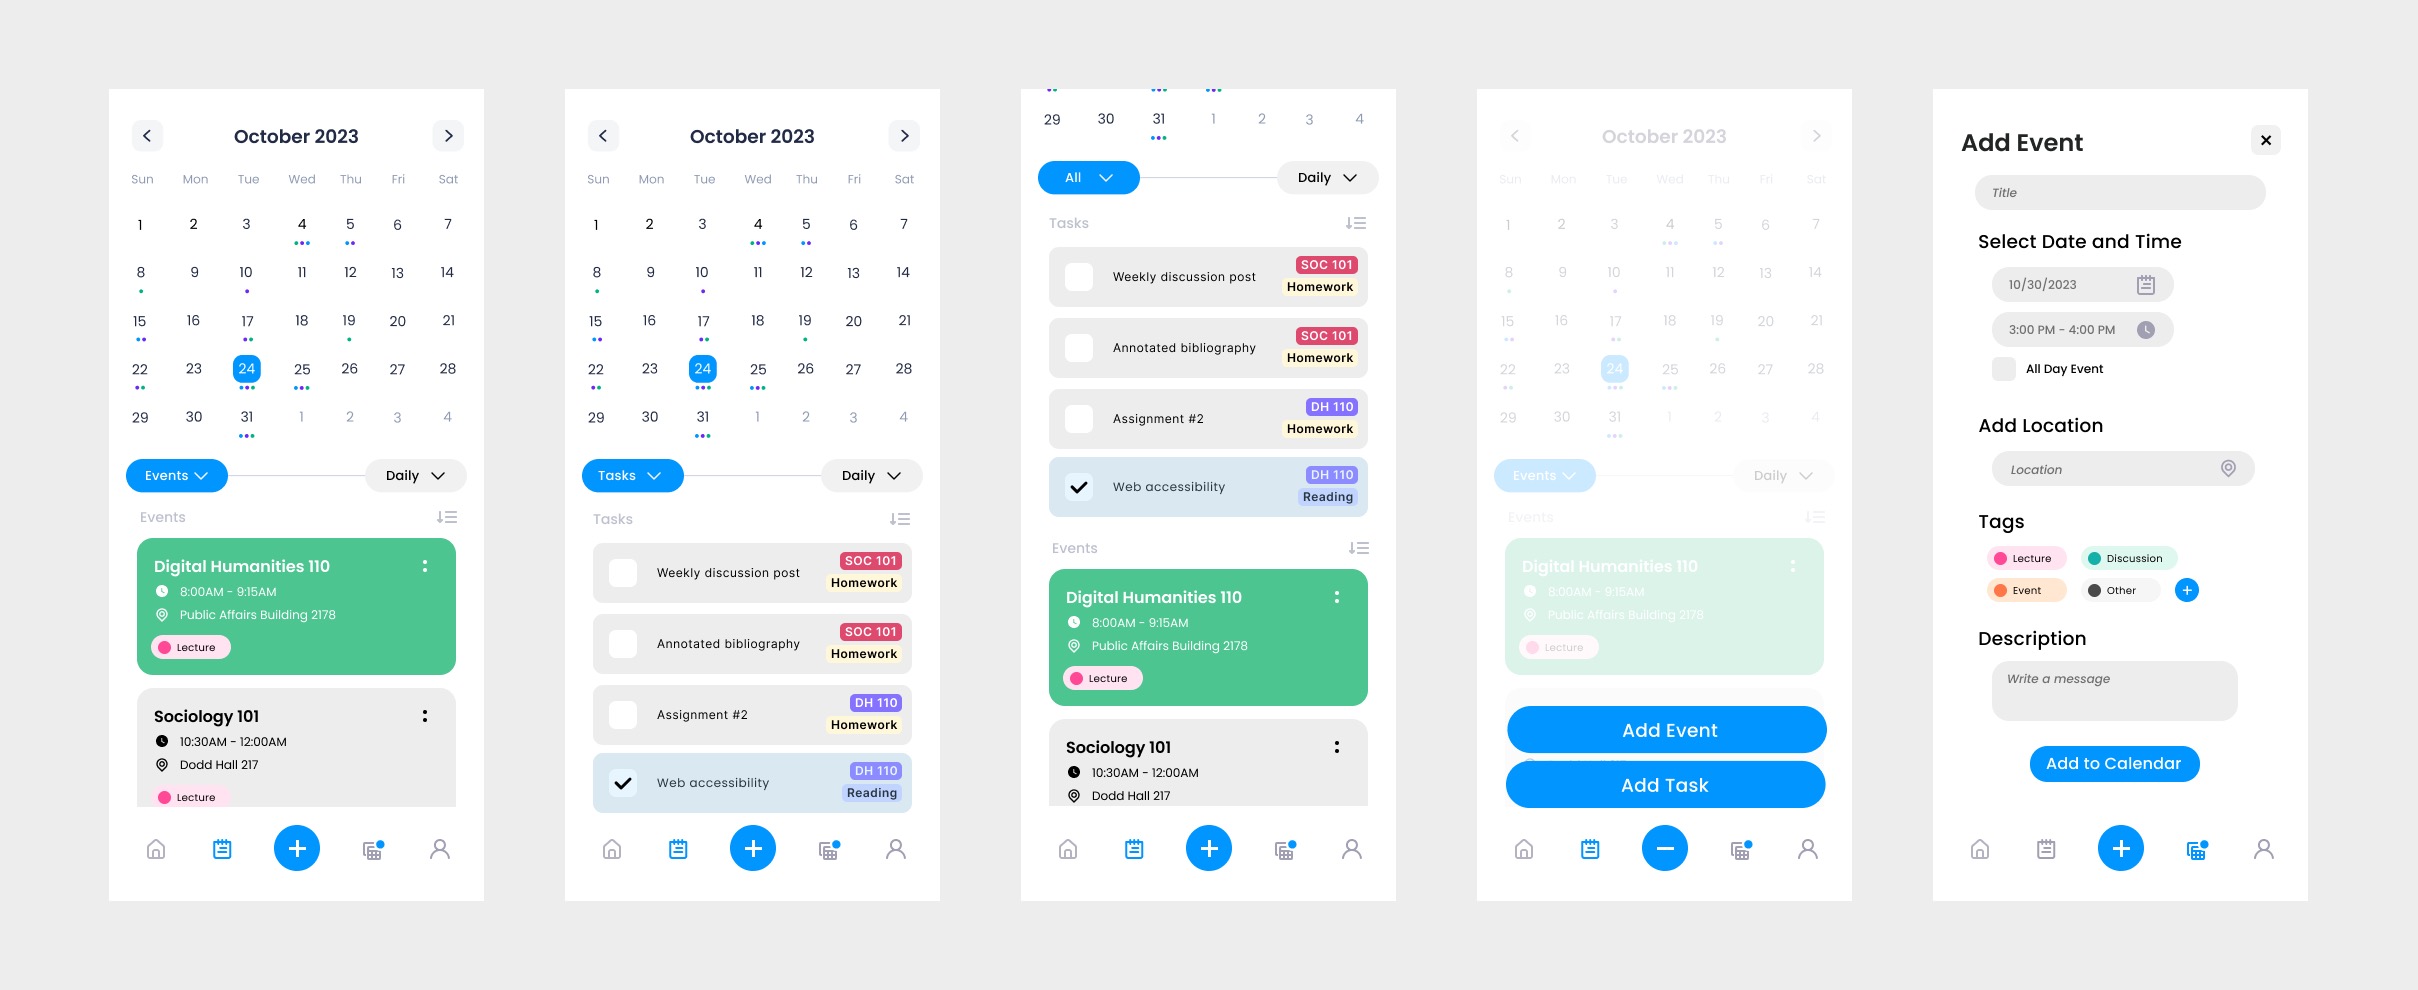 October 2023
Sun Mon Tue Wed Thu Fri Sat
1 2 3 4 5 6 7
8 9 10 11 12 13 14
15 16 17 18 19 20 21
22 23 24 25 26 27 28
29 30 31 1 2 3 4
Events Daily
Events
Digital Humanities 110
8:00AM - 9:15AM
Public Affairs Building 2178
Lecture
Sociology 101
10:30AM - 12:00AM
Dodd Hall 217
Lecture
October 2023
Sun Mon Tue Wed Thu Fri Sat
1 2 3 4 5 6 7
8 9 10 11 12 13 14
15 16 17 18 19 20 21
22 23 24 25 26 27 28
29 30 31 1 2 3 4
Tasks Daily
Tasks
Weekly discussion post
SOC 101
Homework
Annotated bibliography
SOC 101
Homework
Assignment #2
DH 110
Homework
Web accessibility
DH 110
Reading
29 30 31 1 2 3 4
All Daily
Tasks
Weekly discussion post
SOC 101
Homework
Annotated bibliography
SOC 101
Homework
Assignment #2
DH 110
Homework
Web accessibility
DH 110
Reading
Events
Digital Humanities 110
8:00AM - 9:15AM
Public Affairs Building 2178
Lecture
Sociology 101
10:30AM - 12:00AM
Dodd Hall 217
October 2023
Sun Mon Tue Wed Thu Fri Sat
1 2 3 4 5 6 7
8 9 10 11 12 13 14
15 16 17 18 19 20 21
22 23 24 25 26 27 28
29 30 31 1 2 3 4
Events Daily
Events
Digital Humanities 110
8:00AM - 9:15AM
Public Affairs Building 2178
Lecture
Add Event
Add Task
Add Event
Title
Select Date and Time
10/30/2023
3:00 PM - 4:00 PM
All Day Event
Add Location
Location
Tags
Lecture Discussion
Event Other
Description
Write a message
Add to Calendar